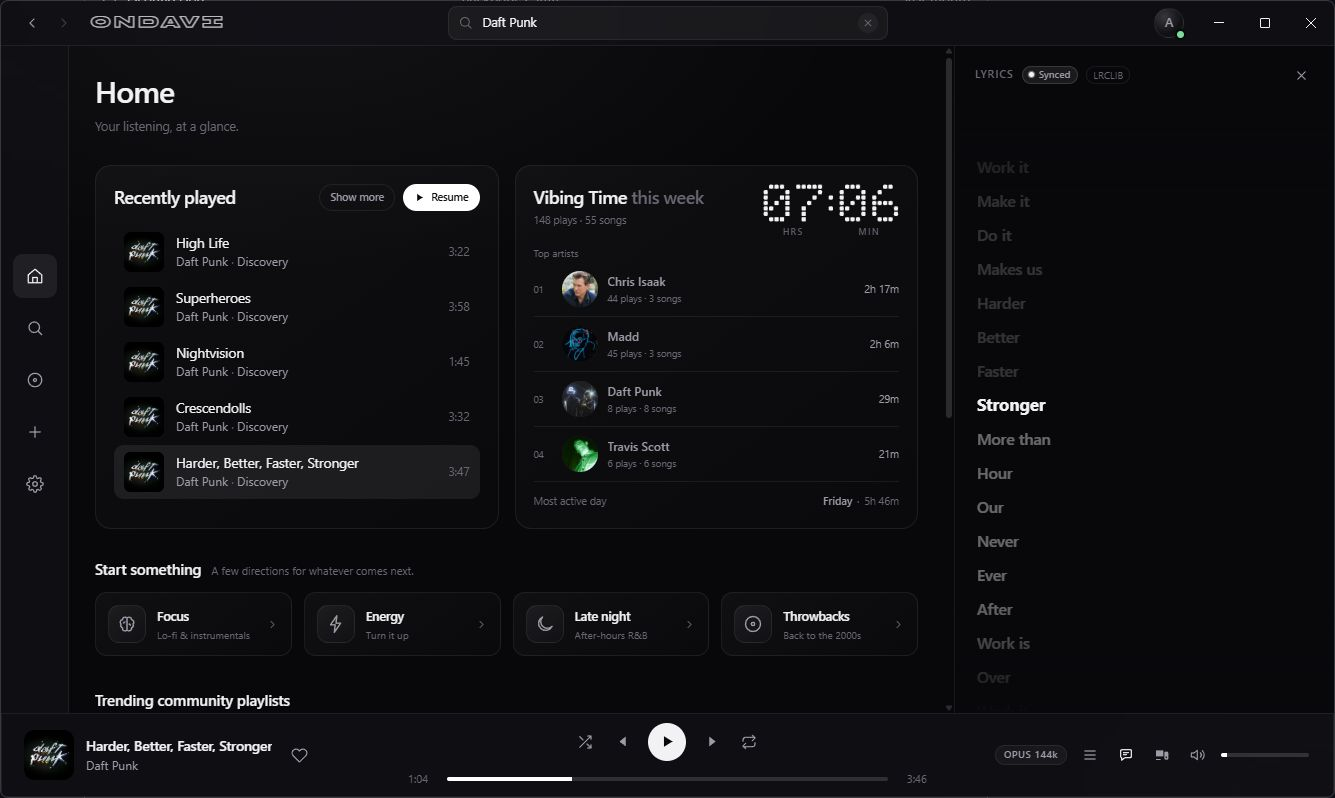 ONDAVI
Daft Punk
A
Home
Your listening, at a glance.
Recently played
Show more
Resume
High Life
Daft Punk · Discovery
3:22
Superheroes
Daft Punk · Discovery
3:58
Nightvision
Daft Punk · Discovery
1:45
Crescendolls
Daft Punk · Discovery
3:32
Harder, Better, Faster, Stronger
Daft Punk · Discovery
3:47
Vibing Time this week
148 plays · 55 songs
07:06
HRS MIN
Top artists
01
Chris Isaak
44 plays · 3 songs
2h 17m
02
Madd
45 plays · 3 songs
2h 6m
03
Daft Punk
8 plays · 8 songs
29m
04
Travis Scott
6 plays · 6 songs
21m
Most active day
Friday · 5h 46m
Start something
A few directions for whatever comes next.
Focus
Lo-fi & instrumentals
Energy
Turn it up
Late night
After-hours R&B
Throwbacks
Back to the 2000s
Trending community playlists
LYRICS
Synced
LRCLIB
Work it
Make it
Do it
Makes us
Harder
Better
Faster
Stronger
More than
Hour
Our
Never
Ever
After
Work is
Over
daft punk
Harder, Better, Faster, Stronger
Daft Punk
1:04
3:46
OPUS 144k